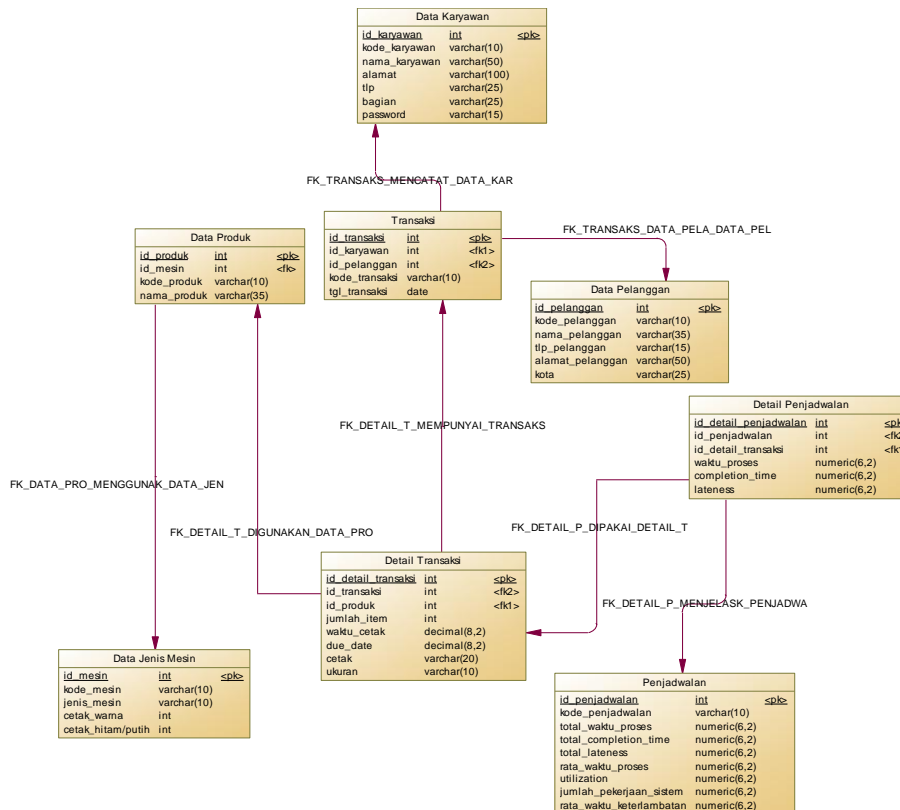 Data Karyawan
id_karyawan int <pk>
kode_karyawan varchar(10)
nama_karyawan varchar(50)
alamat varchar(100)
tlp varchar(25)
bagian varchar(25)
password varchar(15)
FK_TRANSAKS_MENCATAT_DATA_KAR
Transaksi
id_transaksi int <pk>
id_karyawan int <fk1>
id_pelanggan int <fk2>
kode_transaksi varchar(10)
tgl_transaksi date
FK_TRANSAKS_DATA_PELA_DATA_PEL
Data Produk
id_produk int <pk>
id_mesin int <fk>
kode_produk varchar(10)
nama_produk varchar(35)
Data Pelanggan
id_pelanggan int <pk>
kode_pelanggan varchar(10)
nama_pelanggan varchar(35)
tlp_pelanggan varchar(15)
alamat_pelanggan varchar(50)
kota varchar(25)
Detail Penjadwalan
id_detail_penjadwalan int <pk
id_penjadwalan int <fk2
id_detail_transaksi int <fk1
waktu_proses numeric(6,2)
completion_time numeric(6,2)
lateness numeric(6,2)
FK_DETAIL_T_MEMPUNYAI_TRANSAKS
FK_DATA_PRO_MENGGUNAK_DATA_JEN
FK_DETAIL_T_DIGUNAKAN_DATA_PRO
FK_DETAIL_P_DIPAKAI_DETAIL_T
Detail Transaksi
id_detail_transaksi int <pk>
id_transaksi int <fk2>
id_produk int <fk1>
jumlah_item int
waktu_cetak decimal(8,2)
due_date decimal(8,2)
cetak varchar(20)
ukuran varchar(10)
FK_DETAIL_P_MENJELASK_PENJADWA
Data Jenis Mesin
id_mesin int <pk>
kode_mesin varchar(10)
jenis_mesin varchar(10)
cetak_warna int
cetak_hitam/putih int
Penjadwalan
id_penjadwalan int <pk>
kode_penjadwalan varchar(10)
total_waktu_proses numeric(6,2)
total_completion_time numeric(6,2)
total_lateness numeric(6,2)
rata_waktu_proses numeric(6,2)
utilization numeric(6,2)
jumlah_pekerjaan_sistem numeric(6,2)
rata_waktu_keterlambatan numeric(6,2)